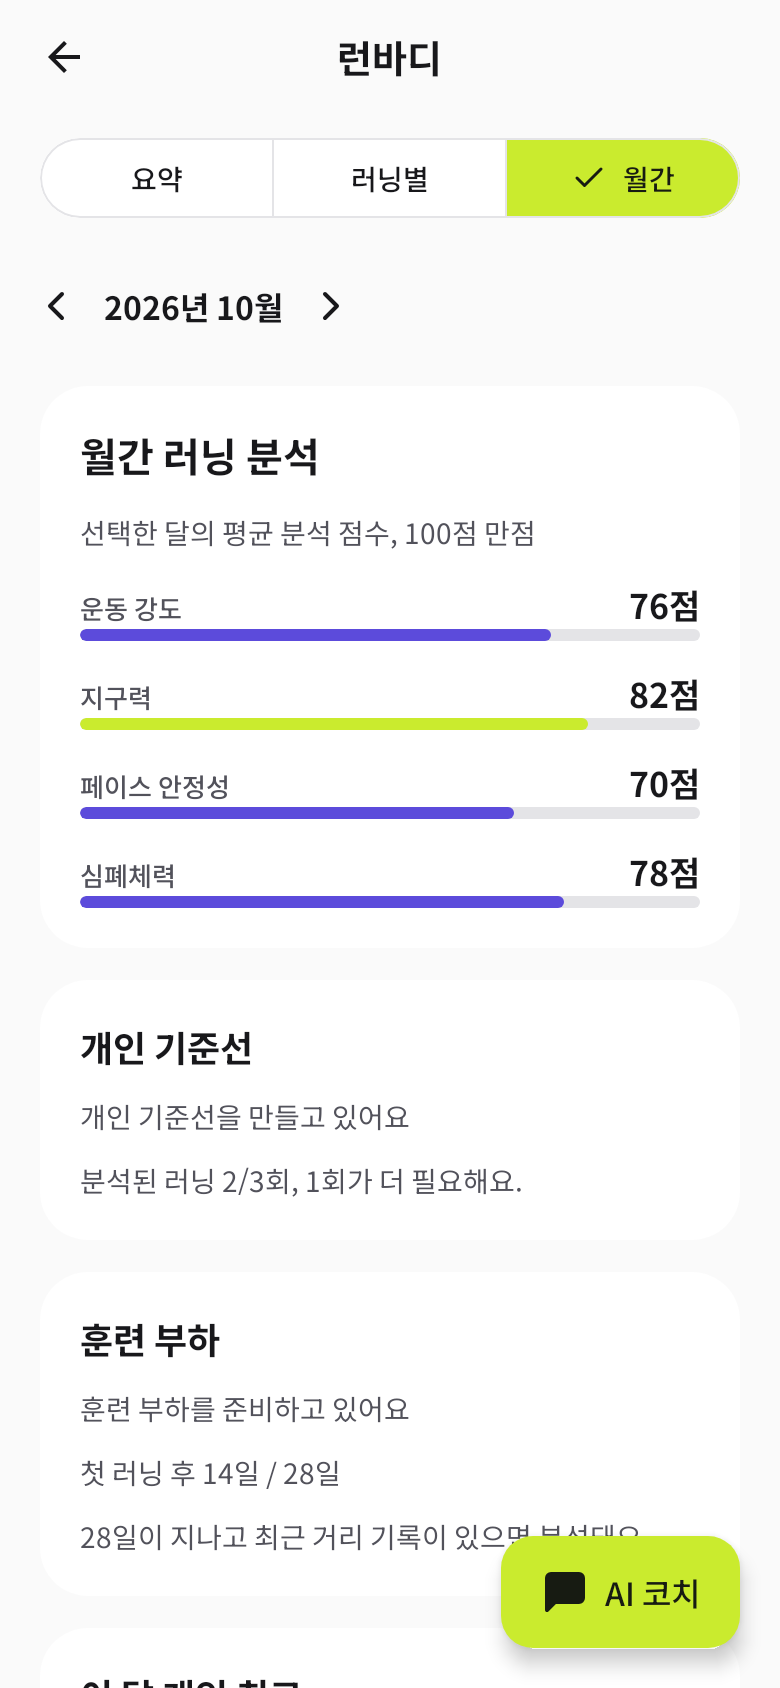 런바디
요약
러닝별
월간
2026년 10월
월간 러닝 분석
선택한 달의 평균 분석 점수, 100점 만점
운동 강도
76점
지구력
82점
페이스 안정성
70점
심폐체력
78점
개인 기준선
개인 기준선을 만들고 있어요
분석된 러닝 2/3회, 1회가 더 필요해요.
훈련 부하
훈련 부하를 준비하고 있어요
첫 러닝 후 14일 / 28일
28일이 지나고 최근 거리 기록이 있으면
AI 코치